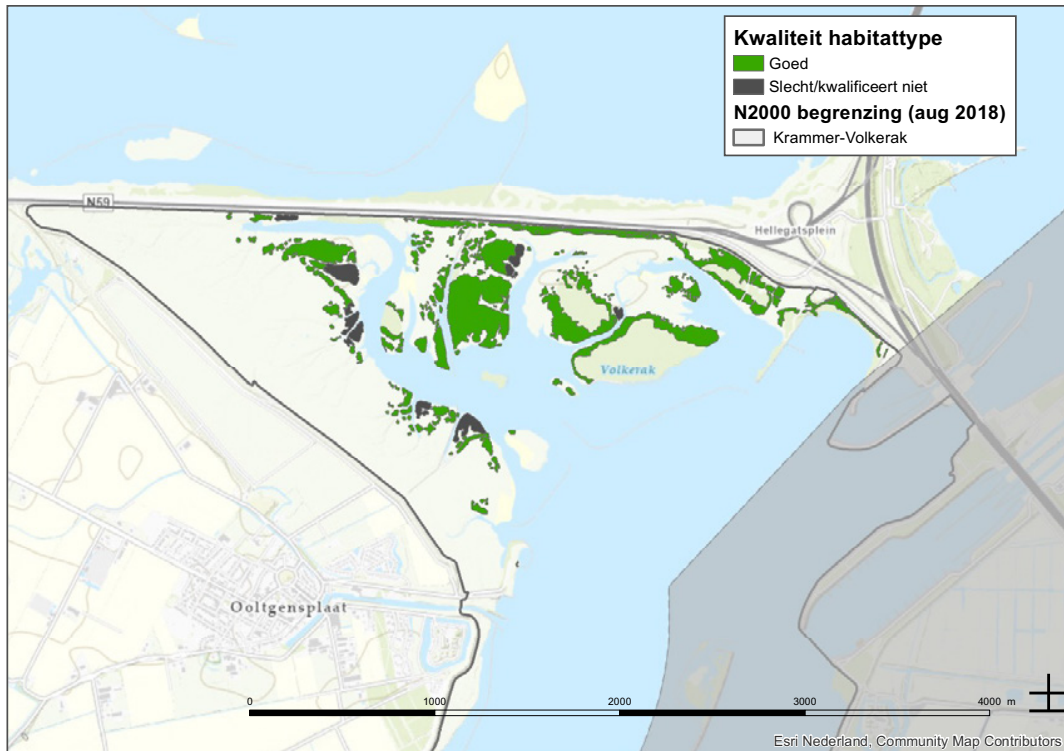 Kwaliteit habitattype
Goed
Slecht/kwalificeert niet
N2000 begrenzing (aug 2018)
Krammer-Volkerak
N59
Hellegatsplein
Volkerak
Ooltgensplaat
0 1000 2000 3000 4000 m
Esri Nederland, Community Map Contributors